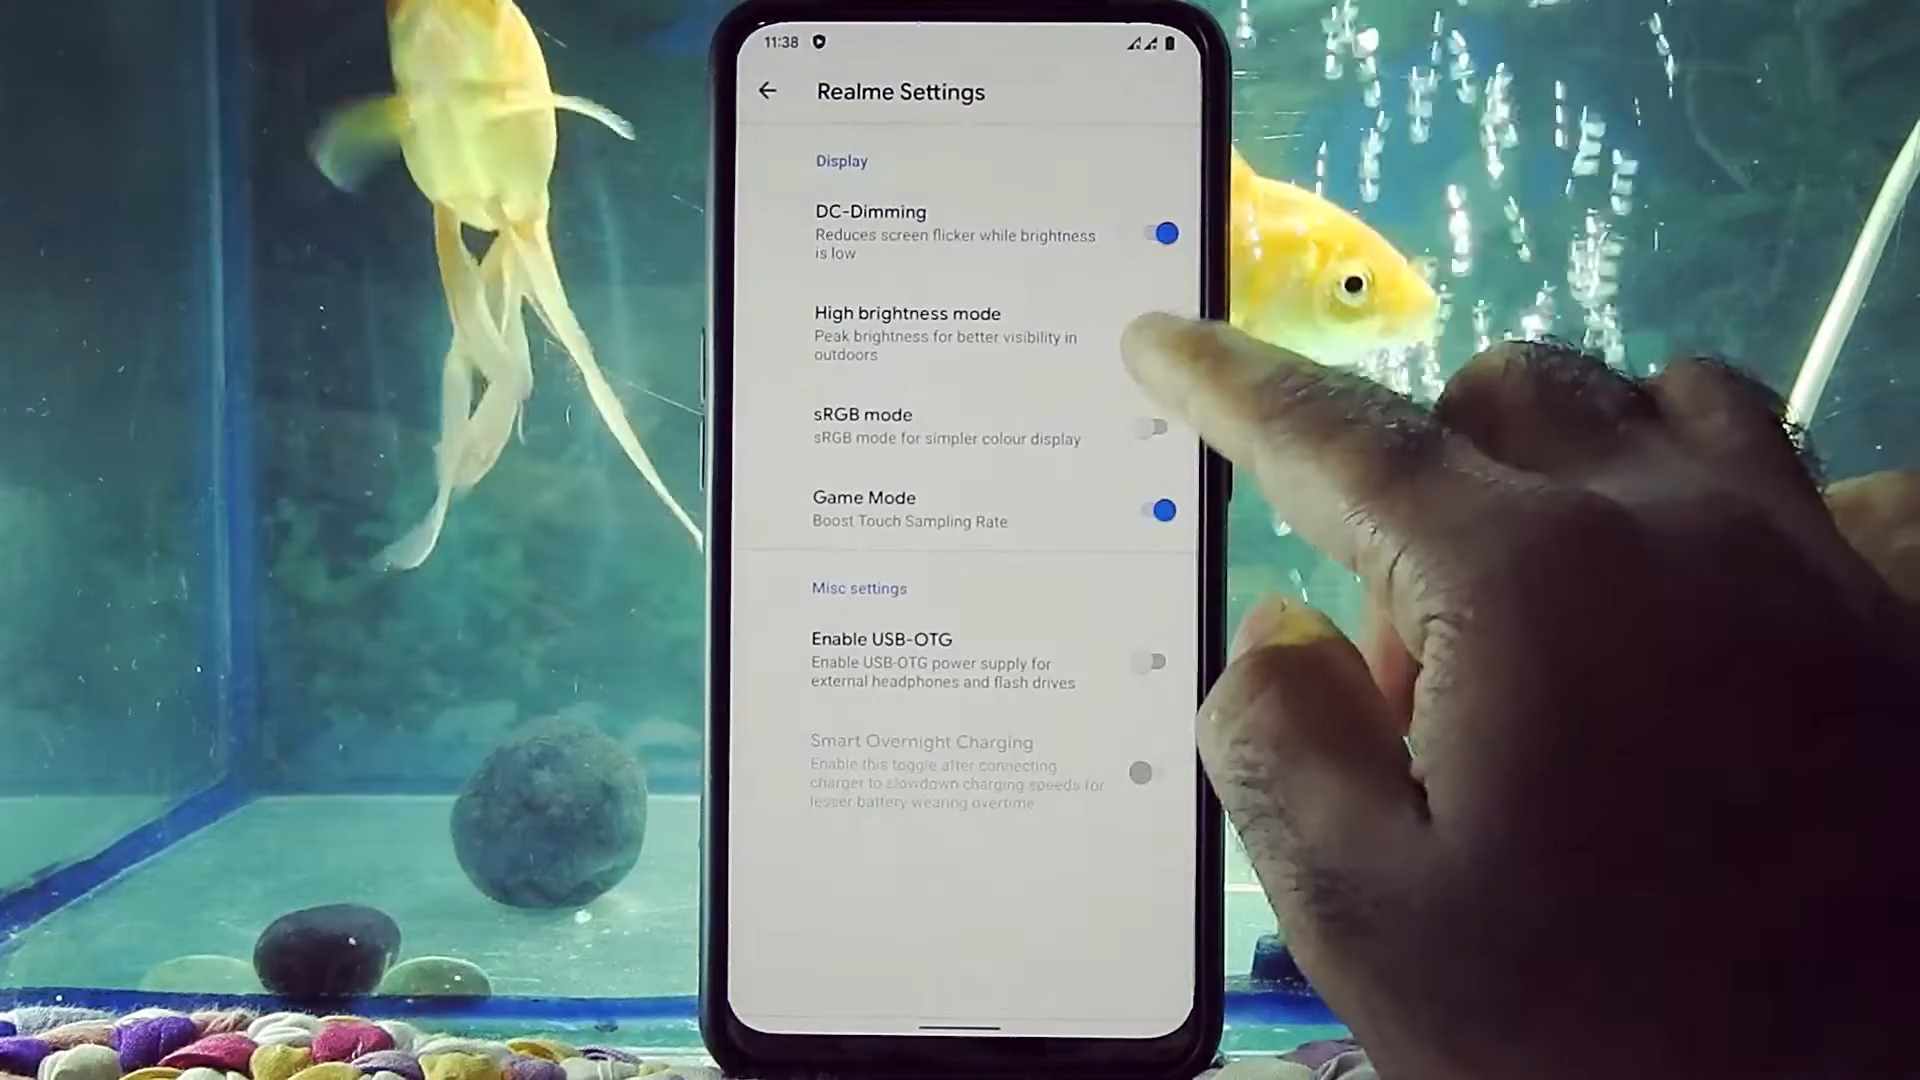 11:38
Realme Settings
Display
DC-Dimming
Reduces screen flicker while brightness
is low
High brightness mode
Peak brightness for better visibility in
outdoors
sRGB mode
sRGB mode for simpler colour display
Game Mode
Boost Touch Sampling Rate
Misc settings
Enable USB-OTG
Enable USB-OTG power supply for
external headphones and flash drives
Smart Overnight Charging
Enable this toggle after connecting
charger to slowdown charging speeds for
lesser battery wearing overtime